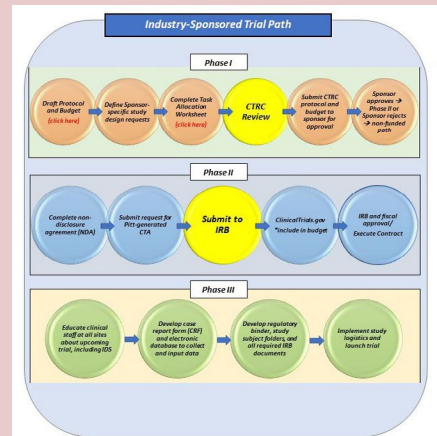 Industry-Sponsored Trial Path
Phase I
Draft Protocol
and Budget
(click here)
Define Sponsor-
specific study
design requests
Complete Task
Allocation
Worksheet
(click here)
CTRC
Review
Submit CTRC
protocol and
budget to
sponsor for
approval
Sponsor
approves →
Phase II or
Sponsor rejects
→ non-funded
path
Phase II
Complete non-
disclosure
agreement (NDA)
Submit request for
Pitt-generated
CTA
Submit to
IRB
ClinicalTrials.gov
*include in budget
IRB and fiscal
approval/
Execute Contract
Phase III
Educate clinical
staff at all sites
about upcoming
trial, including IDS
Develop case
report form (CRF)
and electronic
database to collect
and input data
Develop regulatory
binder, study
subject folders, and
all required IRB
documents
Implement study
logistics and
launch trial